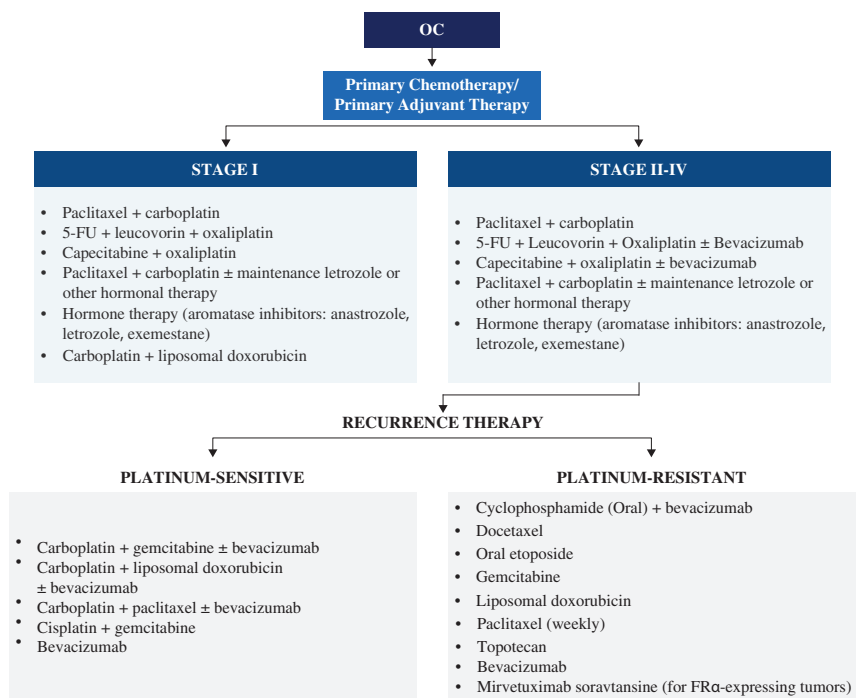 OC
Primary Chemotherapy/
Primary Adjuvant Therapy
STAGE I
• Paclitaxel + carboplatin
• 5-FU + leucovorin + oxaliplatin
• Capecitabine + oxaliplatin
• Paclitaxel + carboplatin ± maintenance letrozole or
other hormonal therapy
• Hormone therapy (aromatase inhibitors: anastrozole,
letrozole, exemestane)
• Carboplatin + liposomal doxorubicin
STAGE II-IV
• Paclitaxel + carboplatin
• 5-FU + Leucovorin + Oxaliplatin ± Bevacizumab
• Capecitabine + oxaliplatin ± bevacizumab
• Paclitaxel + carboplatin ± maintenance letrozole or
other hormonal therapy
• Hormone therapy (aromatase inhibitors: anastrozole,
letrozole, exemestane)
RECURRENCE THERAPY
PLATINUM-SENSITIVE
• Carboplatin + gemcitabine ± bevacizumab
• Carboplatin + liposomal doxorubicin
± bevacizumab
• Carboplatin + paclitaxel ± bevacizumab
• Cisplatin + gemcitabine
• Bevacizumab
PLATINUM-RESISTANT
• Cyclophosphamide (Oral) + bevacizumab
• Docetaxel
• Oral etoposide
• Gemcitabine
• Liposomal doxorubicin
• Paclitaxel (weekly)
• Topotecan
• Bevacizumab
• Mirvetuximab soravtansine (for FRα-expressing tumors)